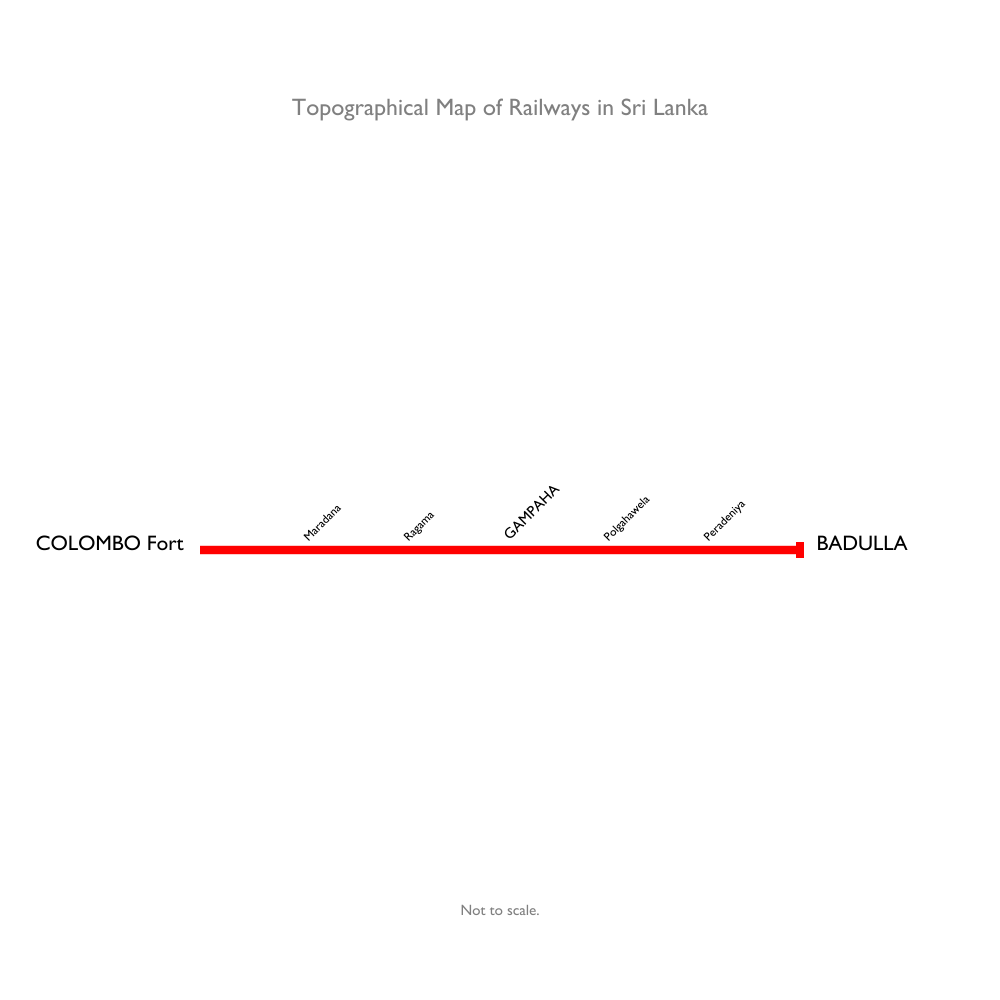 Topographical Map of Railways in Sri Lanka
Maradana
Ragama
GAMPAHA
Polgahawela
Peradeniya
COLOMBO Fort
BADULLA
Not to scale.